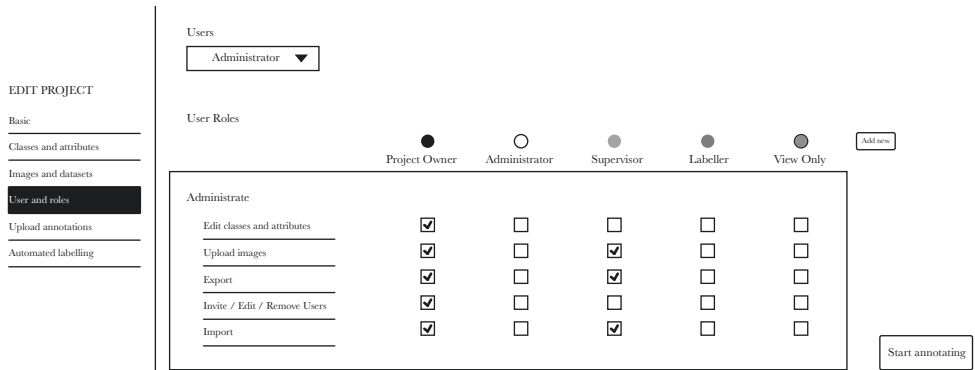 Users
Administrator
EDIT PROJECT
Basic
Classes and attributes
Images and datasets
User and roles
Upload annotations
Automated labelling
User Roles
Project Owner Administrator Supervisor Labeller View Only Add new
Administrate
Edit classes and attributes
Upload images
Export
Invite / Edit / Remove Users
Import
Start annotating